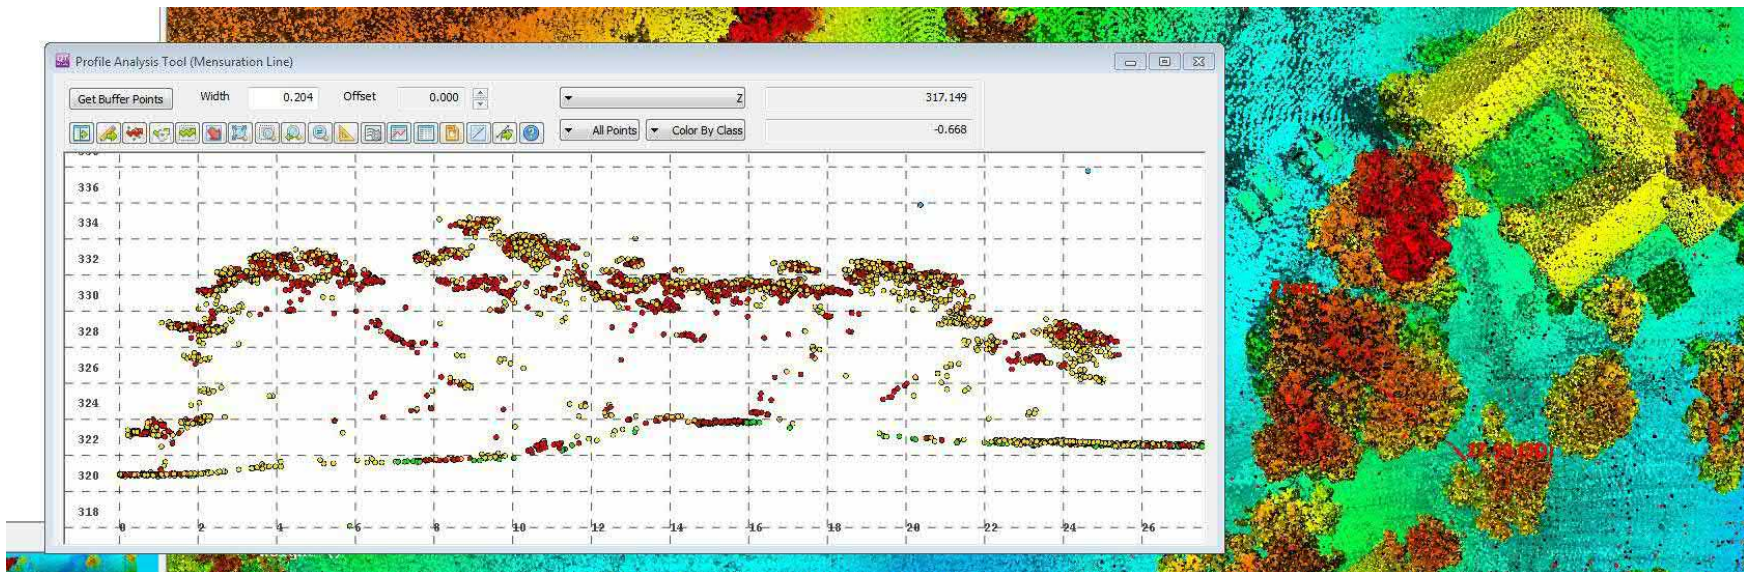 Profile Analysis Tool (Mensuration Line)
Get Buffer Points Width 0.204 Offset 0.000 Z 317.149
All Points Color By Class -0.668
336
334
332
330
328
326
324
322
320
318
0 2 4 6 8 10 12 14 16 18 20 22 24 26